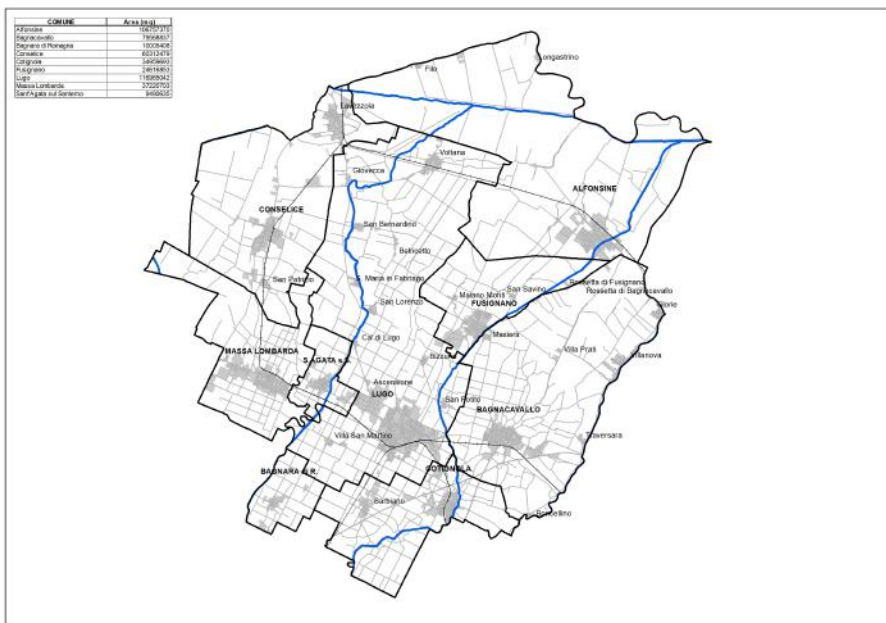 COMUNE Area (mq)
Alfonsine
Bagnacavallo
Bagnara di Romagna
Conselice
Cotignola
Fusignano
Lugo
Massa Lombarda
Sant'Agata sul Santerno
Longastrino
Filo
Lavezzola
Voltana
Giovecca
ALFONSINE
CONSELICE
San Bernardino
Belricetto
San Patrizio
S. Maria in Fabriago
Rossetta di Fusignano
Rossetta di Bagnacavallo
Maiano Monti
San Savino
FUSIGNANO
Glorie
San Lorenzo
Masiera
Ca' di Lugo
MASSA LOMBARDA
S.AGATA s.S.
Villa Prati
Villanova
Ascensione
LUGO
San Potito
BAGNACAVALLO
Villa San Martino
Traversara
BAGNARA di R.
COTIGNOLA
Barbiano
Boncellino